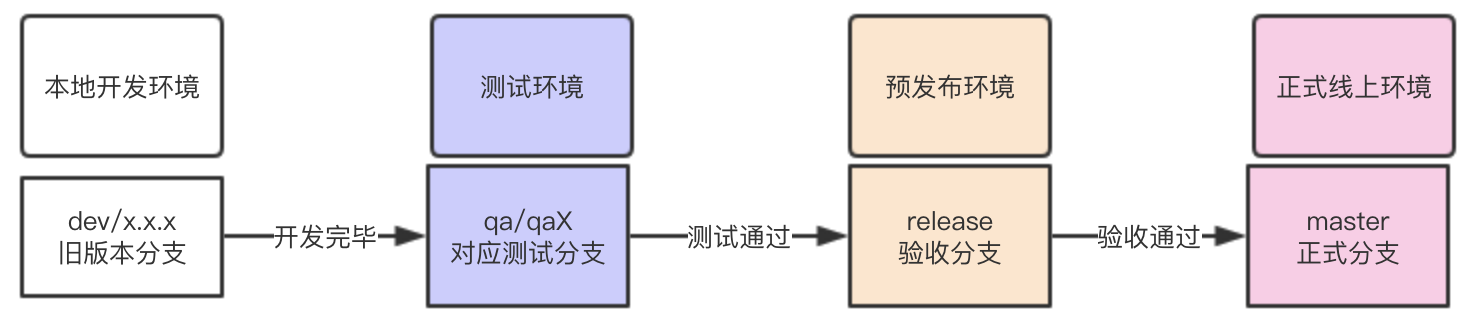 本地开发环境
测试环境
预发布环境
正式线上环境
dev/x.x.x
旧版本分支
开发完毕
qa/qaX
对应测试分支
测试通过
release
验收分支
验收通过
master
正式分支